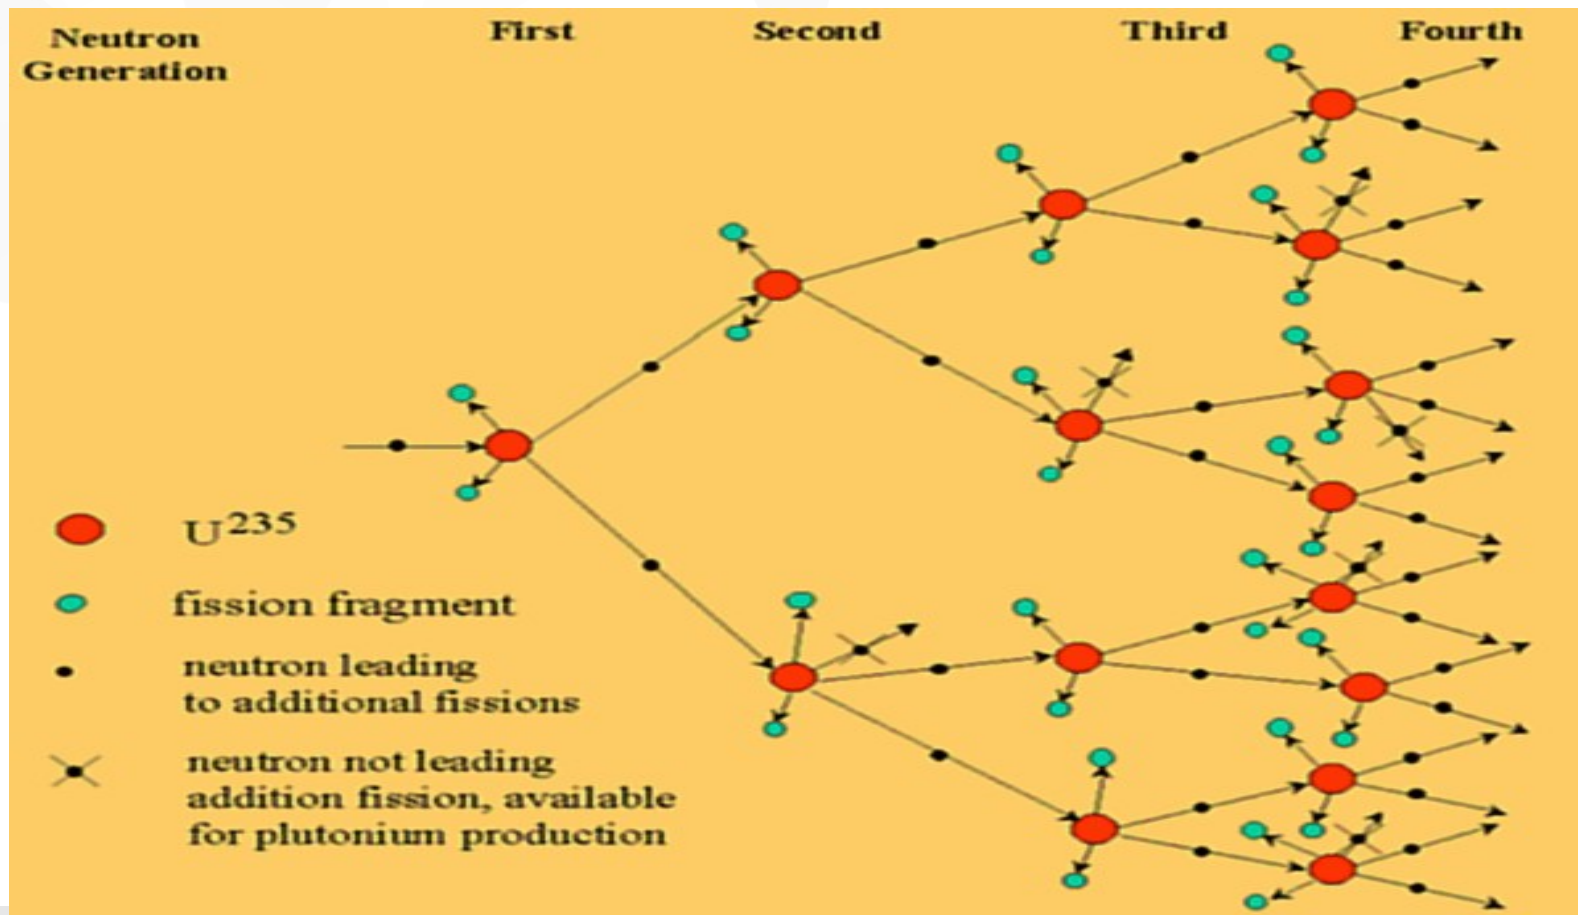 Neutron
Generation
First
Second
Third
Fourth
U²³⁵
fission fragment
neutron leading
to additional fissions
neutron not leading
addition fission, available
for plutonium production